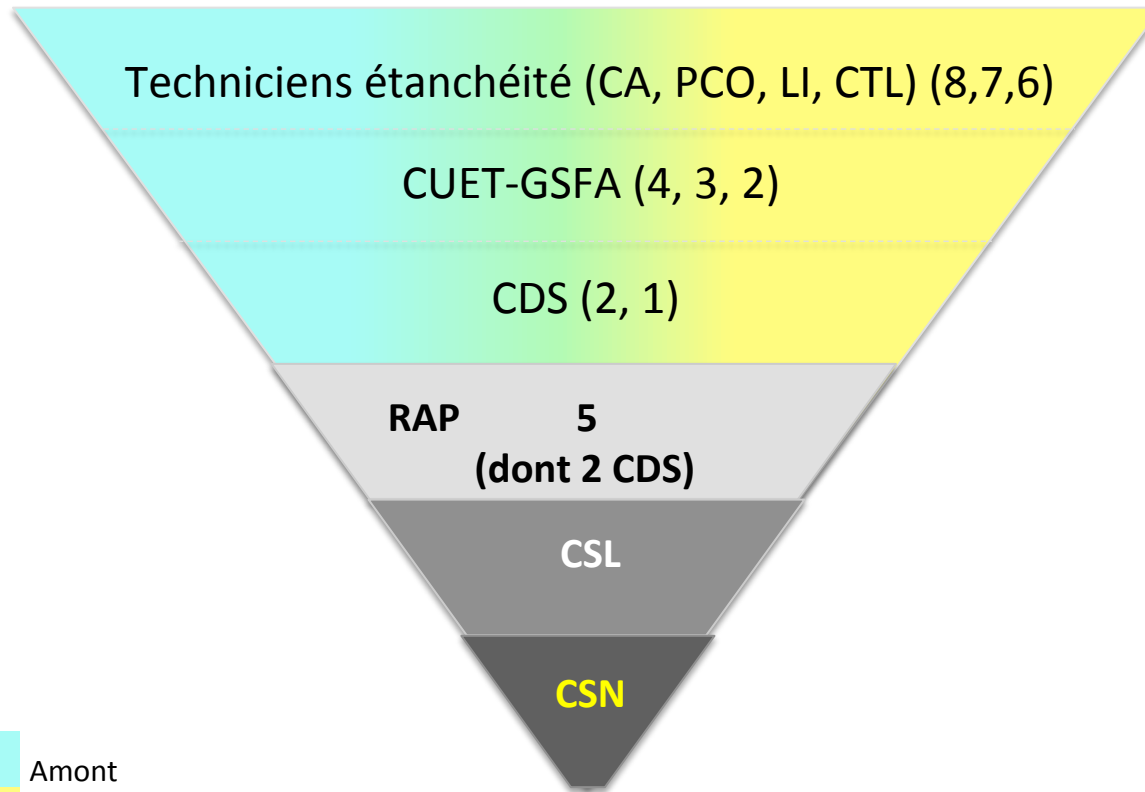 Techniciens étanchéité (CA, PCO, LI, CTL) (8,7,6)
CUET-GSFA (4, 3, 2)
CDS (2, 1)
RAP 5
(dont 2 CDS)
CSL
CSN
Amont